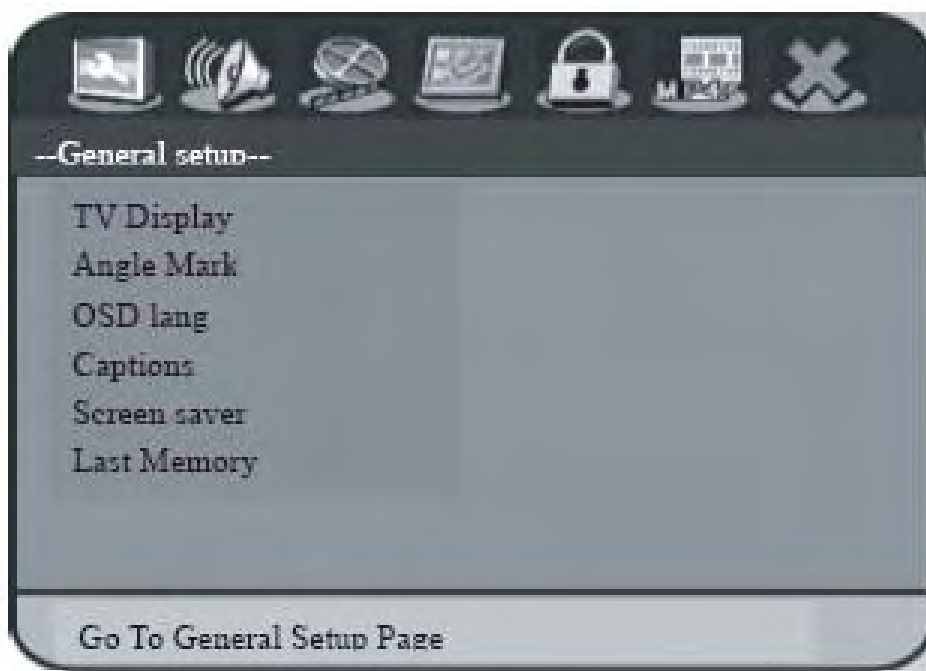 --General setup--
TV Display
Angle Mark
OSD lang
Captions
Screen saver
Last Memory
Go To General Setup Page